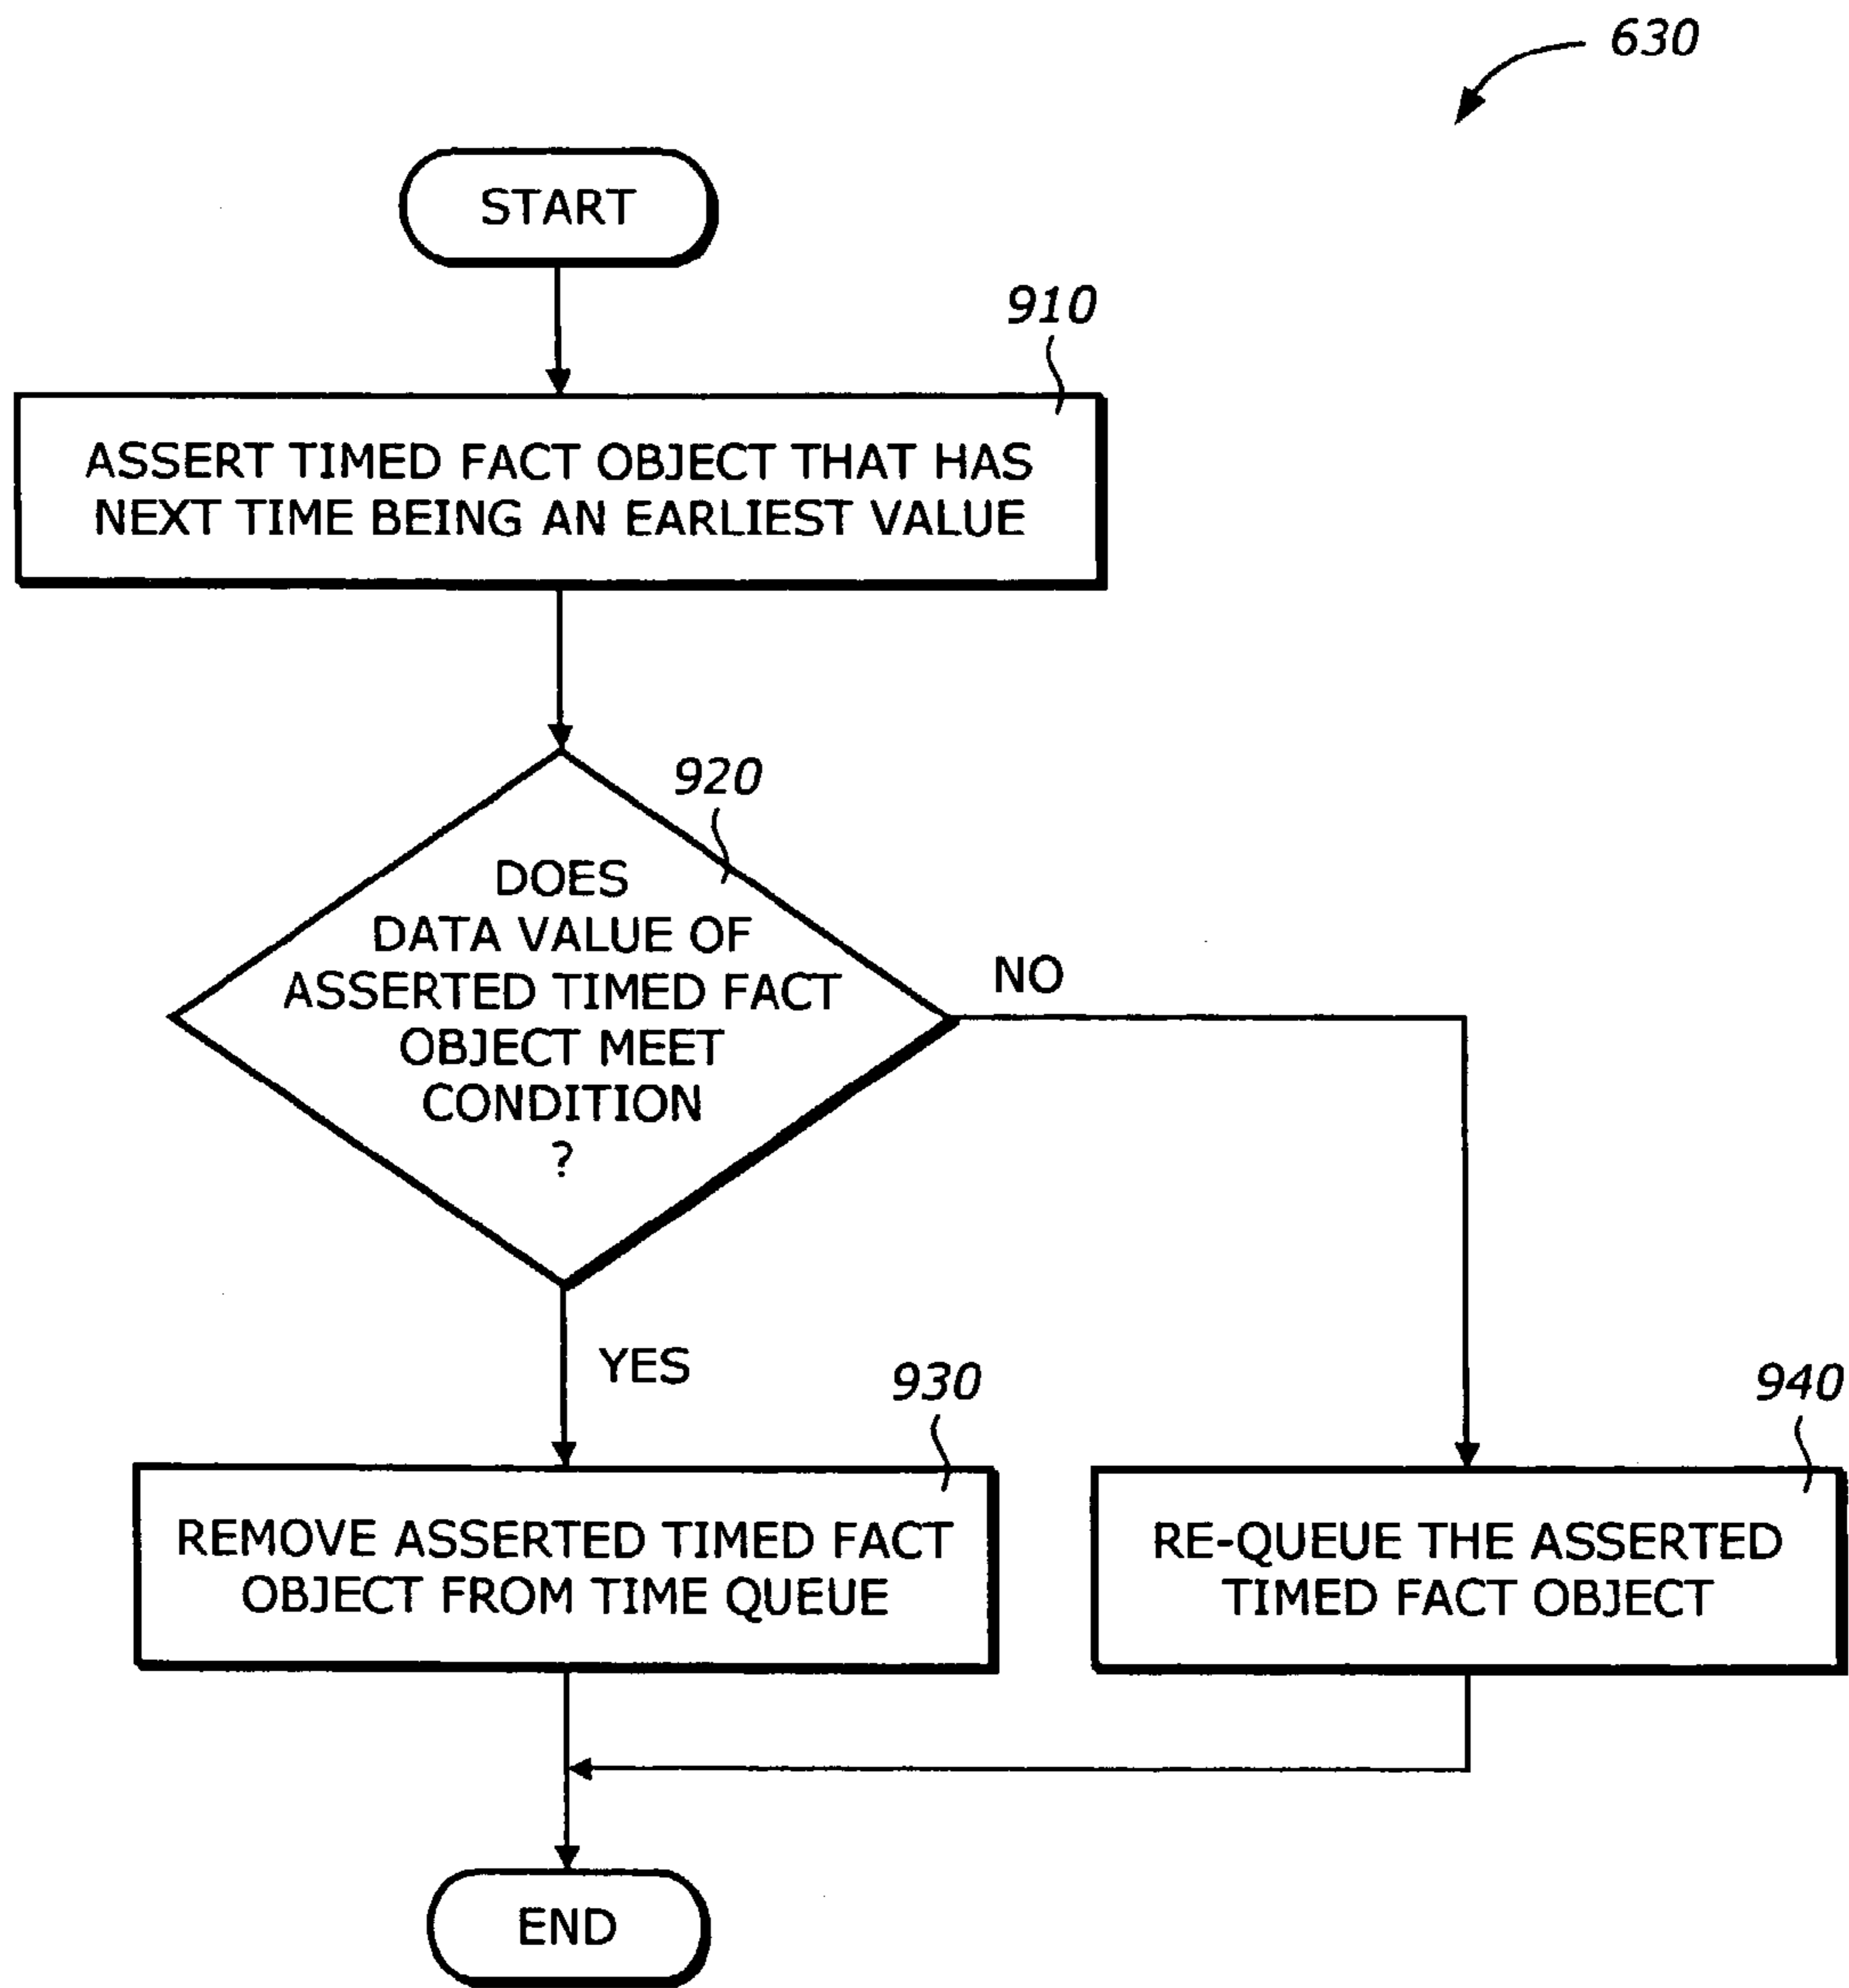 630
START
910
ASSERT TIMED FACT OBJECT THAT HAS
NEXT TIME BEING AN EARLIEST VALUE
920
DOES
DATA VALUE OF
ASSERTED TIMED FACT
OBJECT MEET
CONDITION
?
NO
YES
930
REMOVE ASSERTED TIMED FACT
OBJECT FROM TIME QUEUE
940
RE-QUEUE THE ASSERTED
TIMED FACT OBJECT
END